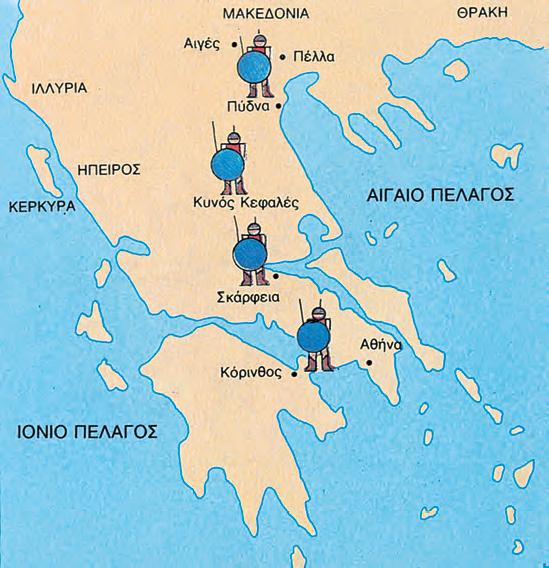 ΜΑΚΕΔΟΝΙΑ
ΘΡΑΚΗ
Αιγές
Πέλλα
ΙΛΛΥΡΙΑ
Πύδνα
ΗΠΕΙΡΟΣ
Κυνός Κεφαλές
ΑΙΓΑΙΟ ΠΕΛΑΓΟΣ
ΚΕΡΚΥΡΑ
Σκάρφεια
Αθήνα
Κόρινθος
ΙΟΝΙΟ ΠΕΛΑΓΟΣ